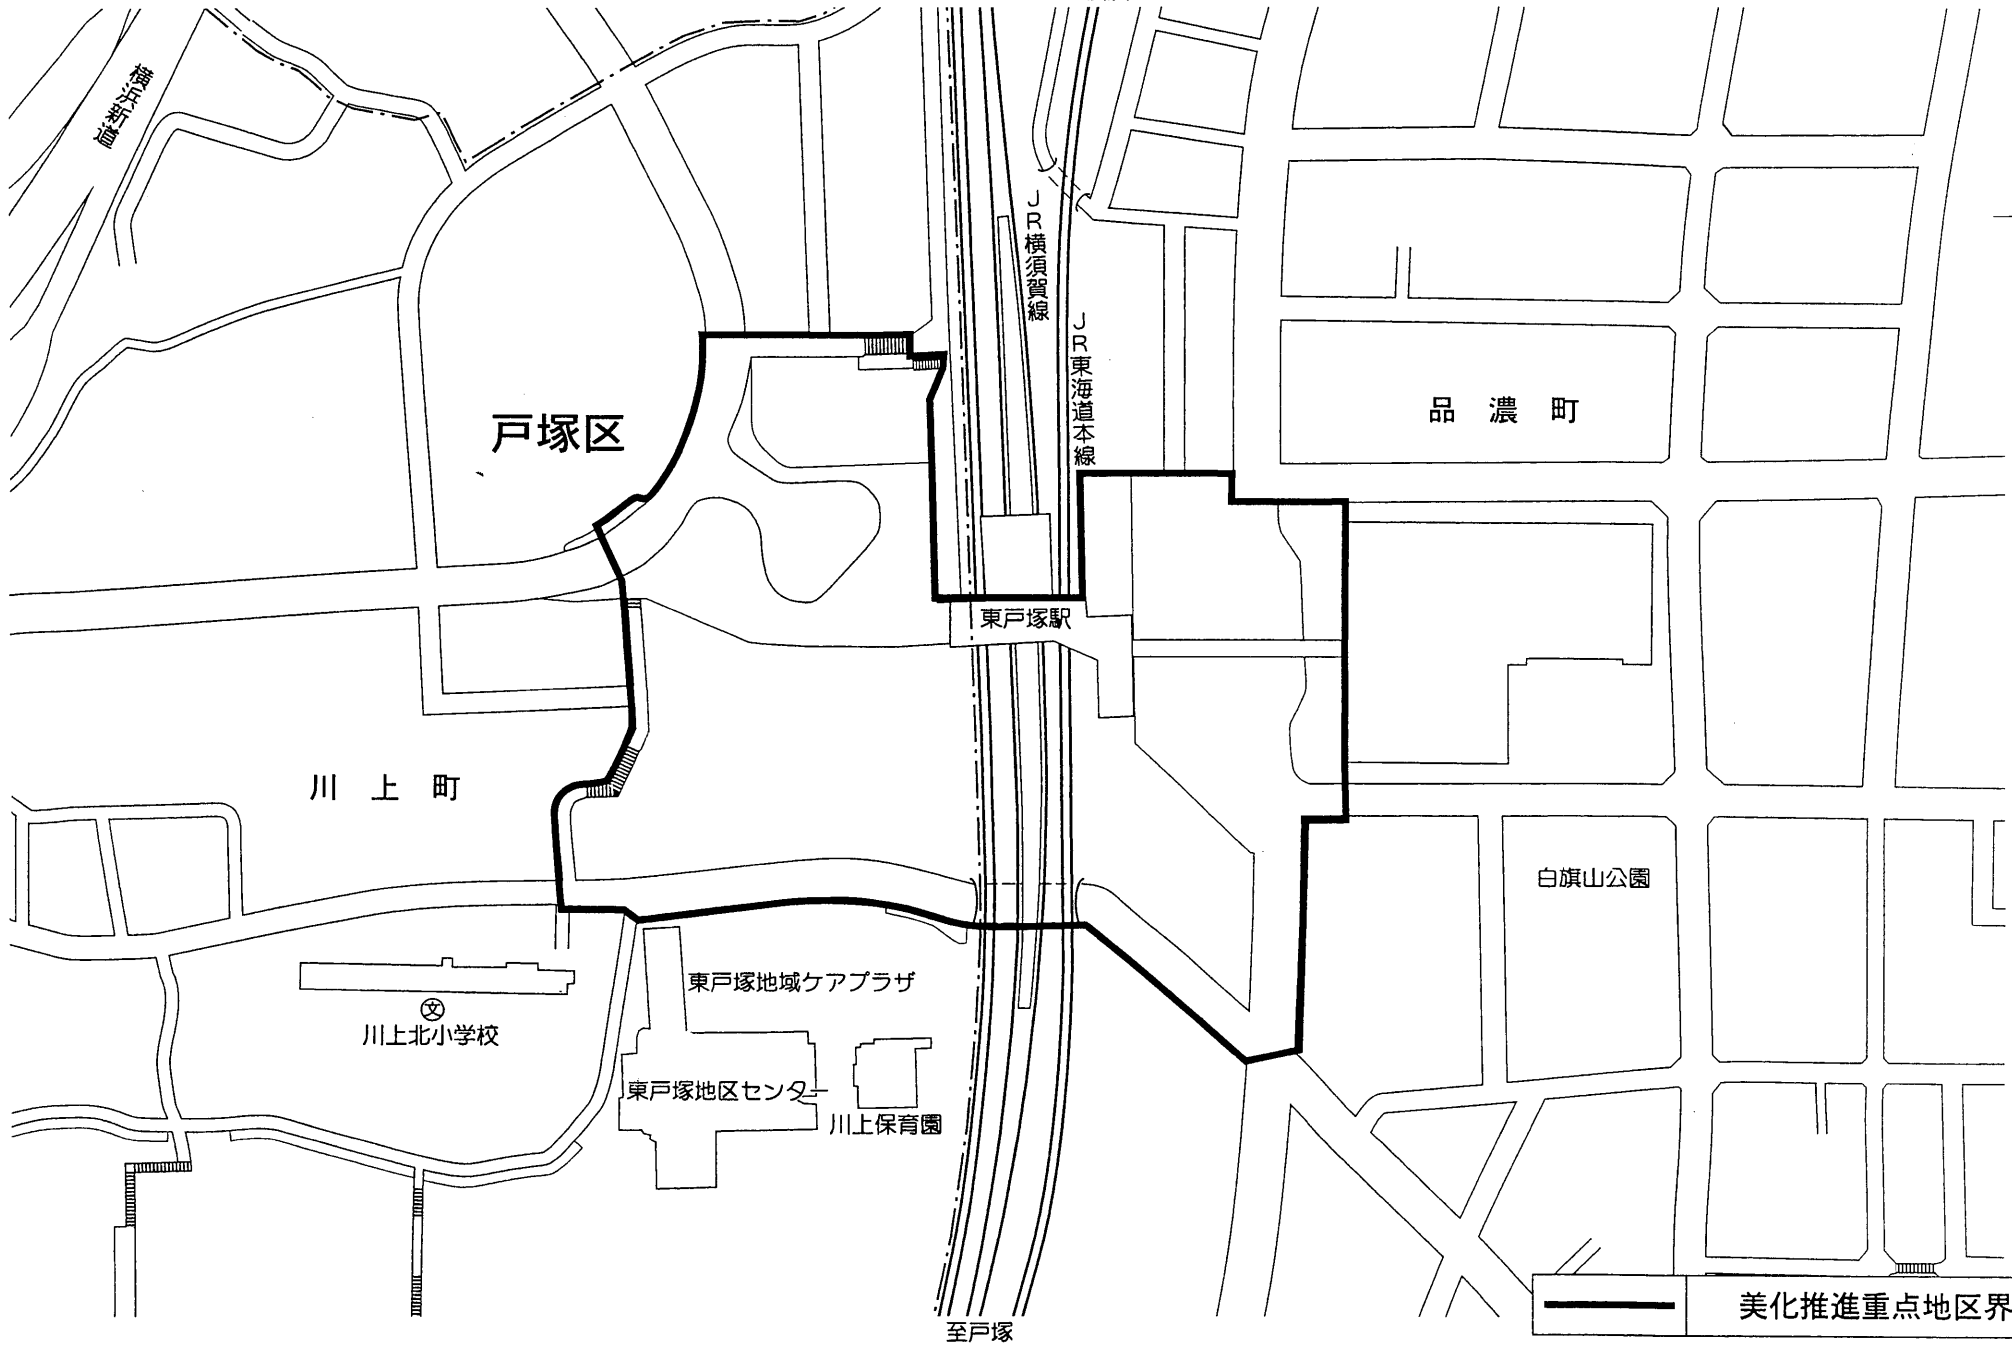 横浜新道
JR横須賀線
JR東海道本線
戸塚区
品濃町
東戸塚駅
川上町
白旗山公園
東戸塚地域ケアプラザ
文
川上北小学校
東戸塚地区センター
川上保育園
美化推進重点地区界
至戸塚